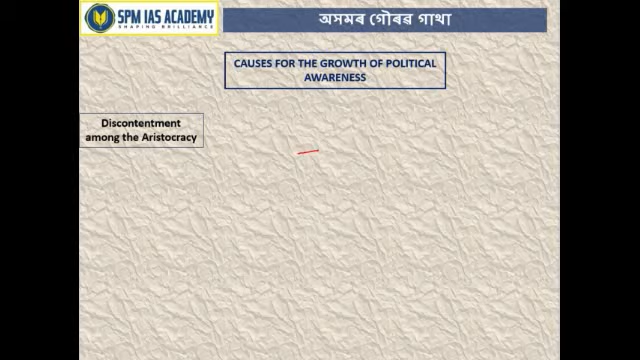 SPM IAS ACADEMY
SHAPING BRILLIANCE
অসমৰ গৌৰৱ গাথা
CAUSES FOR THE GROWTH OF POLITICAL
AWARENESS
Discontentment
among the Aristocracy